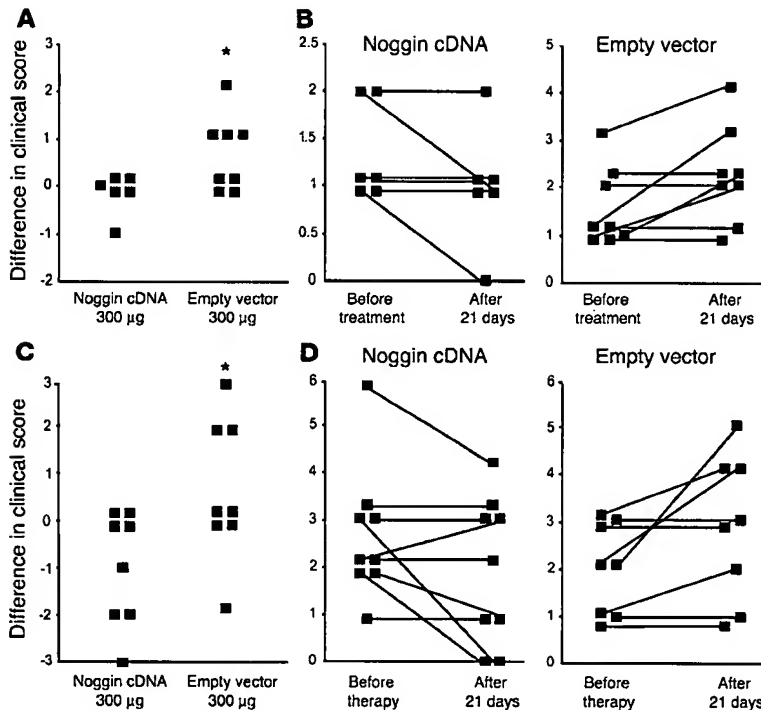 A
Difference in clinical score
3
2
1
0
-1
-2
*
Noggin cDNA
300 µg
Empty vector
300 µg
B
Noggin cDNA
2.5
2
1.5
1
0.5
0
Before
treatment
After
21 days
Empty vector
5
4
3
2
1
0
Before
treatment
After
21 days
C
Difference in clinical score
3
2
1
0
-1
-2
-3
*
Noggin cDNA
300 µg
Empty vector
300 µg
D
Noggin cDNA
6
5
4
3
2
1
0
Before
therapy
After
21 days
Empty vector
6
5
4
3
2
1
0
Before
therapy
After
21 days